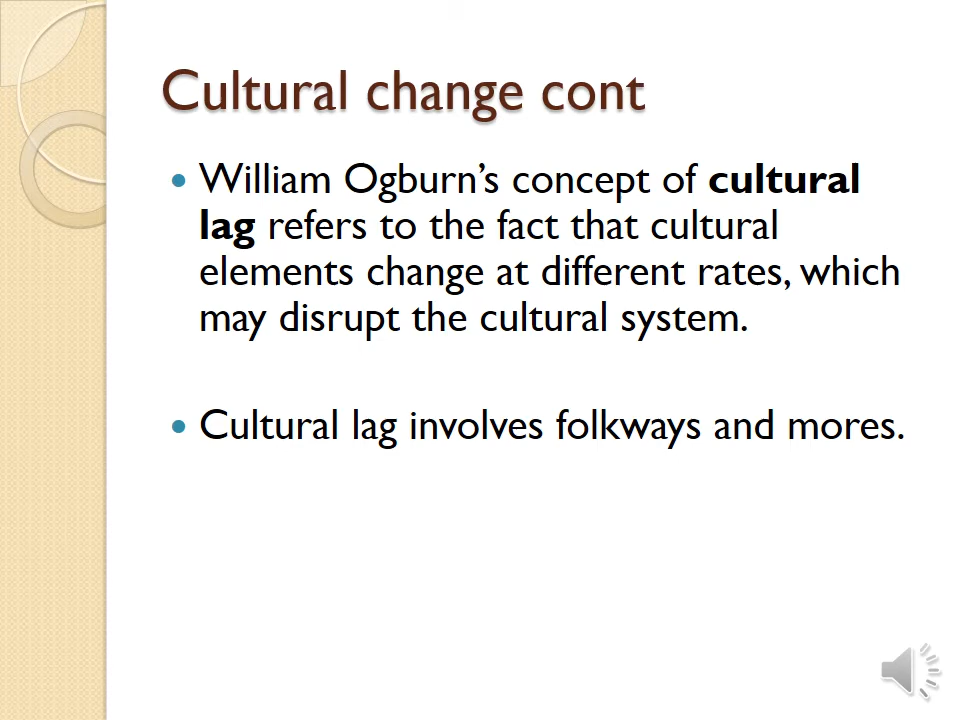 Cultural change cont
• William Ogburn’s concept of cultural
lag refers to the fact that cultural
elements change at different rates, which
may disrupt the cultural system.
• Cultural lag involves folkways and mores.